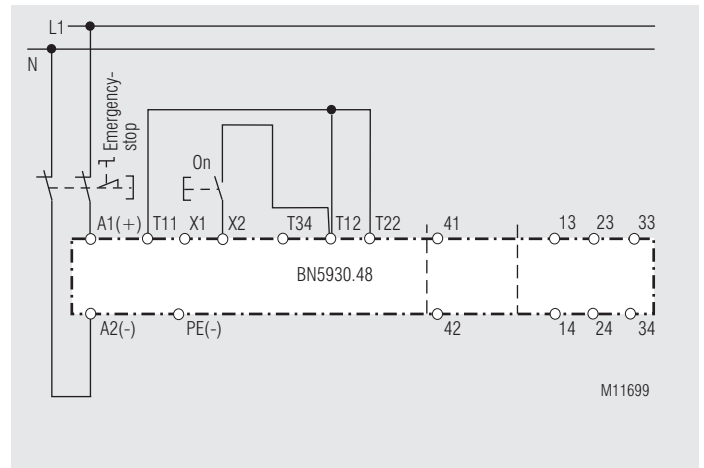 L1
N
Emergency-
stop
On
A1(+) T11 X1 X2 T34 T12 T22 41 13 23 33
BN5930.48
A2(-) PE(-) 42 14 24 34
M11699